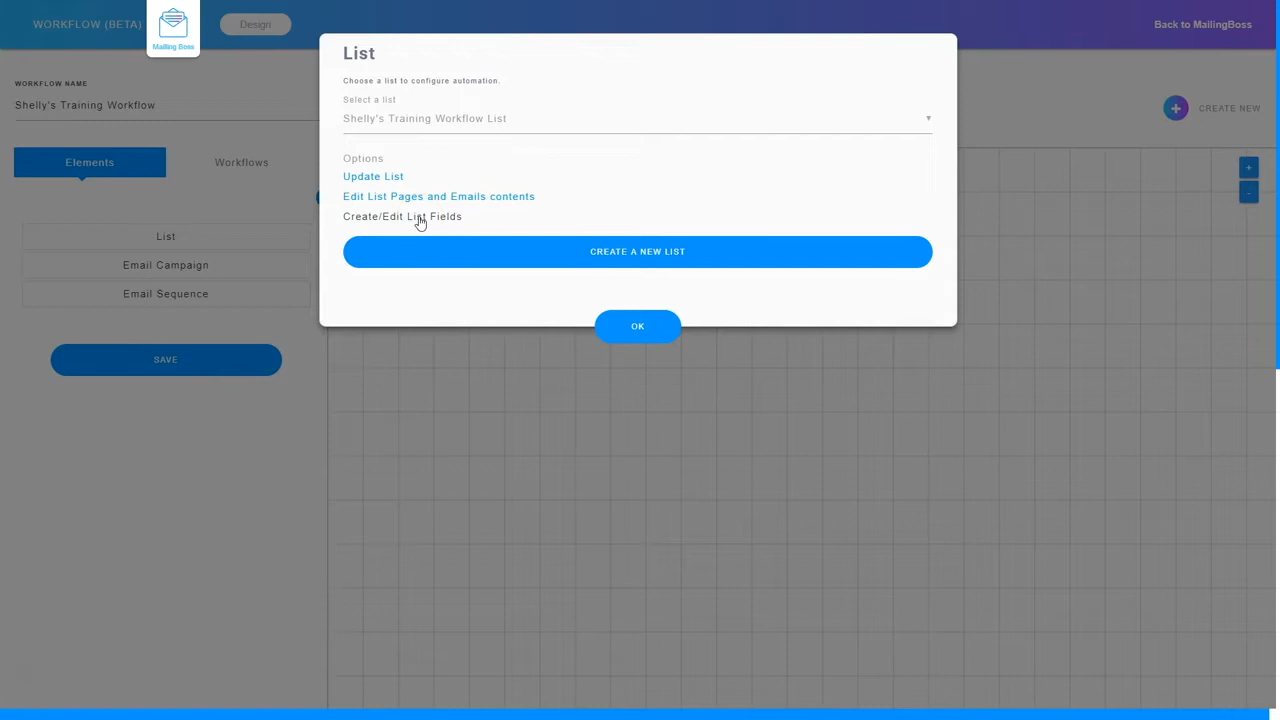 WORKFLOW (BETA)
Mailling Boss
Design
Back to MailingBoss
WORKFLOW NAME
Shelly's Training Workflow
CREATE NEW
Elements
Workflows
List
Email Campaign
Email Sequence
SAVE
+
-
List
Choose a list to configure automation.
Select a list
Shelly's Training Workflow List
Options
Update List
Edit List Pages and Emails contents
Create/Edit List Fields
CREATE A NEW LIST
OK